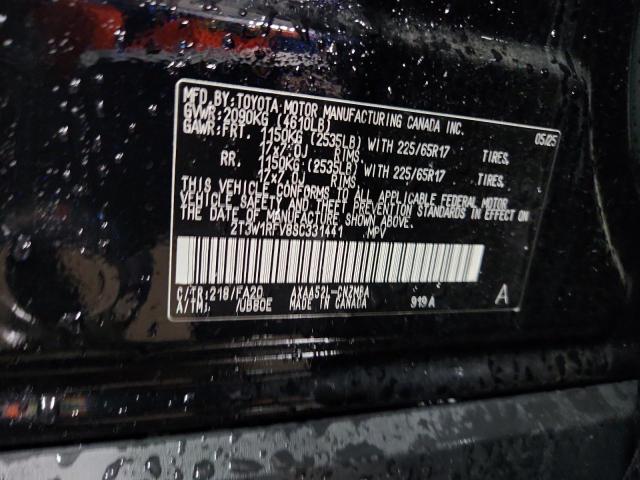 MFD.BY:TOYOTA MOTOR MANUFACTURING CANADA INC.
GVWR:2090KG (4610LB) 05/25
GAWR:FRT. 1150KG (2535LB) WITH 225/65R17 TIRES,
17x7.0J RIMS.
RR. 1150KG (2535LB) WITH 225/65R17 TIRES,
17x7.0J RIMS.
THIS VEHICLE CONFORMS TO ALL APPLICABLE FEDERAL MOTOR
VEHICLE SAFETY AND THEFT PREVENTION STANDARDS IN EFFECT ON
THE DATE OF MANUFACTURE SHOWN ABOVE.
2T3W1RFV8SC331441 MPV
C/TR:218/FA20 AXAA52L-CNZMBA
A/TM: /UB80E MADE IN CANADA 919A A